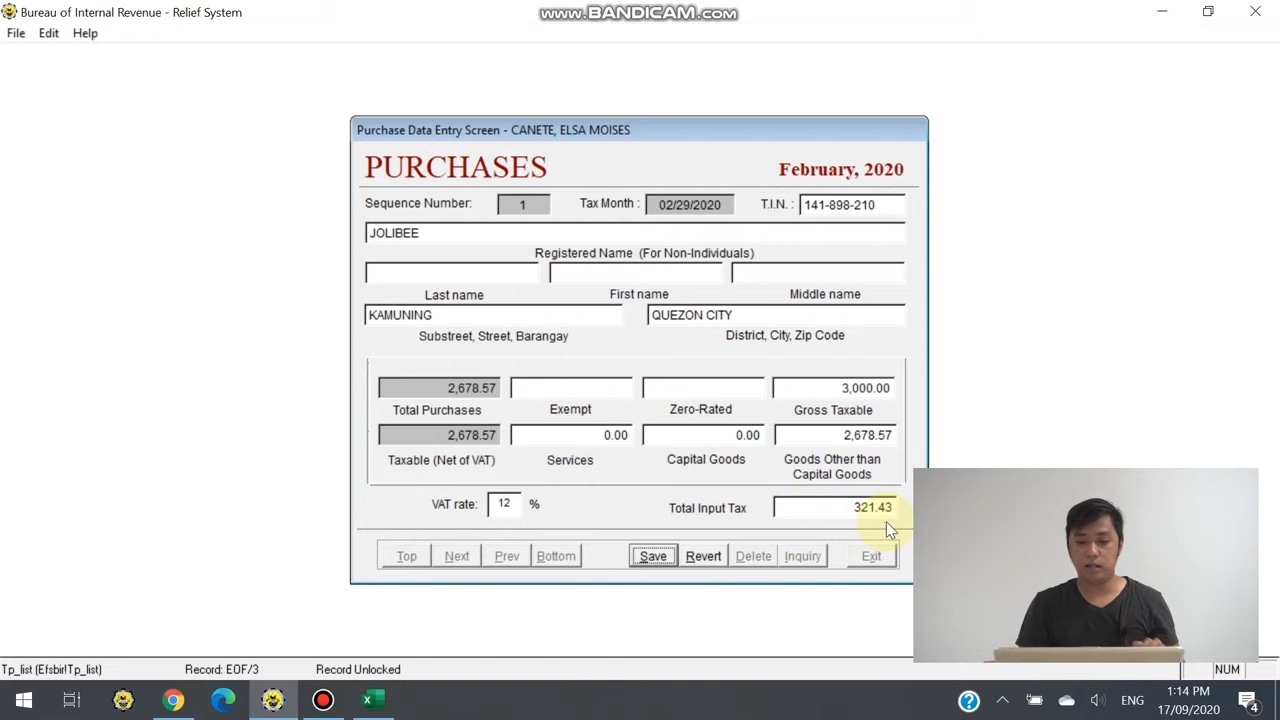 Bureau of Internal Revenue - Relief System
WWW.BANDICAM.COM
File Edit Help
Purchase Data Entry Screen - CANETE, ELSA MOISES
PURCHASES February, 2020
Sequence Number: 1 Tax Month : 02/29/2020 T.I.N. : 141-898-210
JOLIBEE
Registered Name (For Non-Individuals)
Last name First name Middle name
KAMUNING QUEZON CITY
Substreet, Street, Barangay District, City, Zip Code
2,678.57 3,000.00
Total Purchases Exempt Zero-Rated Gross Taxable
2,678.57 0.00 0.00 2,678.57
Taxable (Net of VAT) Services Capital Goods Goods Other than
Capital Goods
VAT rate: 12 % Total Input Tax 321.43
Top Next Prev Bottom Save Revert Delete Inquiry Exit
Tp_list (Efsbir!Tp_list) Record: EOF/3 Record Unlocked NUM
ENG 1:14 PM
17/09/2020 4